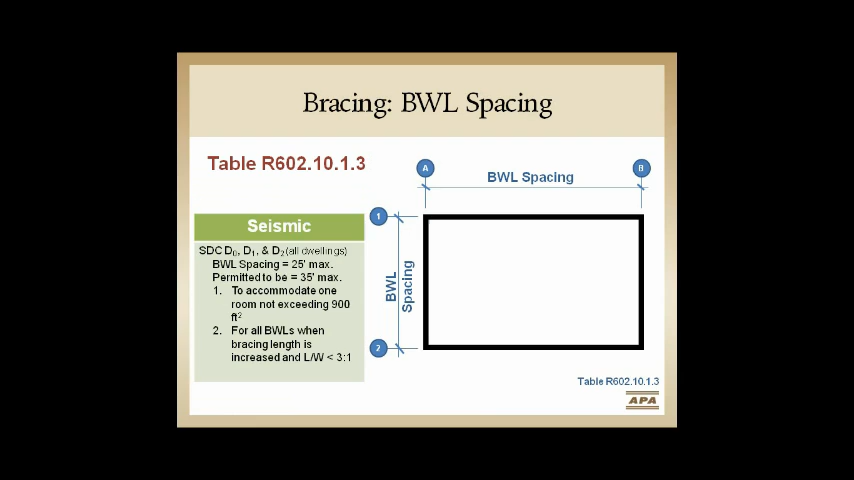 Bracing: BWL Spacing
Table R602.10.1.3
A
B
BWL Spacing
1
Seismic
SDC D0, D1, & D2 (all dwellings)
BWL Spacing = 25' max.
Permitted to be = 35' max.
1. To accommodate one
room not exceeding 900
ft2
2. For all BWLs when
bracing length is
increased and L/W < 3:1
BWL
Spacing
2
Table R602.10.1.3
APA